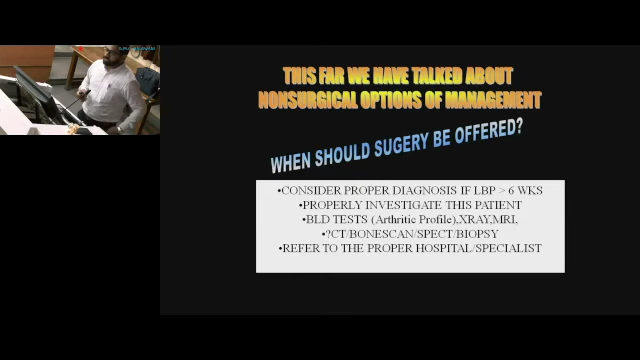 THIS FAR WE HAVE TALKED ABOUT
NONSURGICAL OPTIONS OF MANAGEMENT
WHEN SHOULD SUGERY BE OFFERED?
•CONSIDER PROPER DIAGNOSIS IF LBP > 6 WKS
•PROPERLY INVESTIGATE THIS PATIENT
•BLD TESTS (Arthritic Profile),XRAY,MRI,
•?CT/BONESCAN/SPECT/BIOPSY
•REFER TO THE PROPER HOSPITAL/SPECIALIST